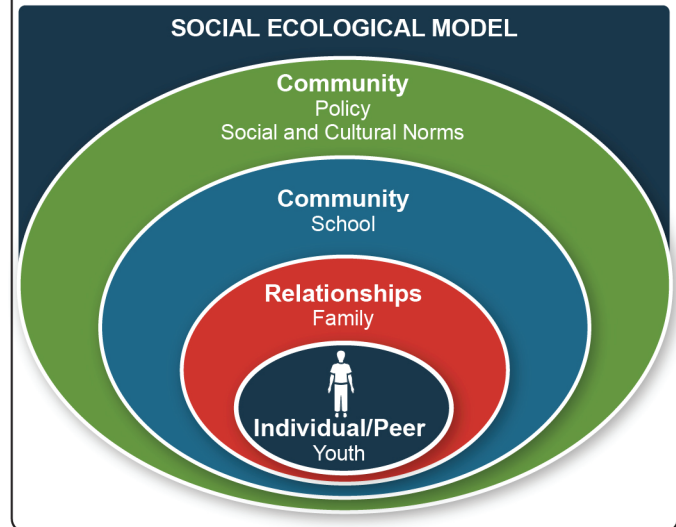 SOCIAL ECOLOGICAL MODEL
Community
Policy
Social and Cultural Norms
Community
School
Relationships
Family
Individual/Peer
Youth